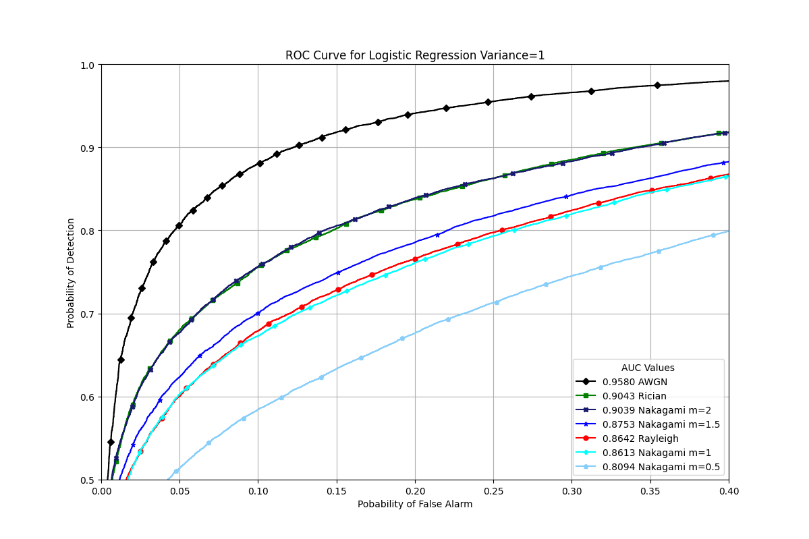 ROC Curve for Logistic Regression Variance=1
1.0
0.9
0.8
0.7
0.6
0.5
Probability of Detection
AUC Values
0.9580 AWGN
0.9043 Rician
0.9039 Nakagami m=2
0.8753 Nakagami m=1.5
0.8642 Rayleigh
0.8613 Nakagami m=1
0.8094 Nakagami m=0.5
0.00 0.05 0.10 0.15 0.20 0.25 0.30 0.35 0.40
Pobability of False Alarm